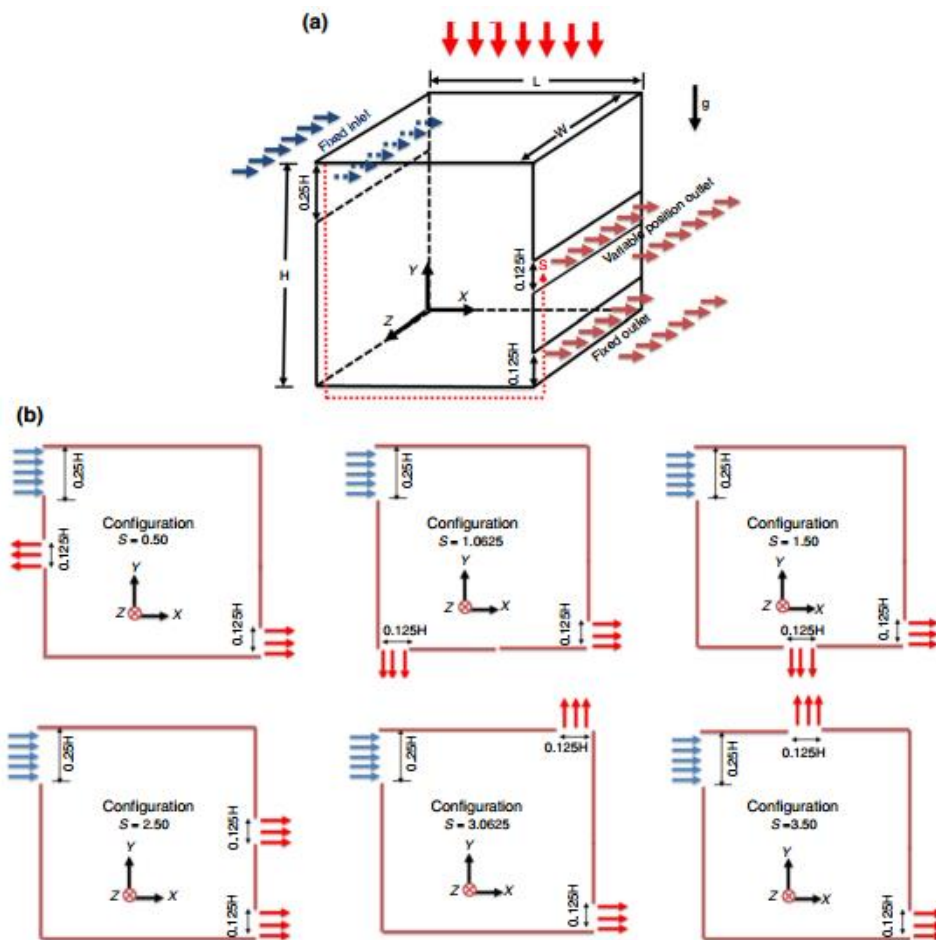 (a)
L
g
Fixed inlet
W
0.25H
H
Variable position outlet
0.125H
S
Y
X
Z
Fixed outlet
0.125H
(b)
0.25H
Configuration
S = 0.50
0.125H
Y
Z
X
0.125H
0.25H
Configuration
S = 1.0625
Y
Z
X
0.125H
0.125H
0.25H
Configuration
S = 1.50
Y
Z
X
0.125H
0.125H
0.25H
Configuration
S = 2.50
0.125H
Y
Z
X
0.125H
0.125H
0.25H
Configuration
S = 3.0625
Y
Z
X
0.125H
0.125H
0.25H
Configuration
S = 3.50
Y
Z
X
0.125H